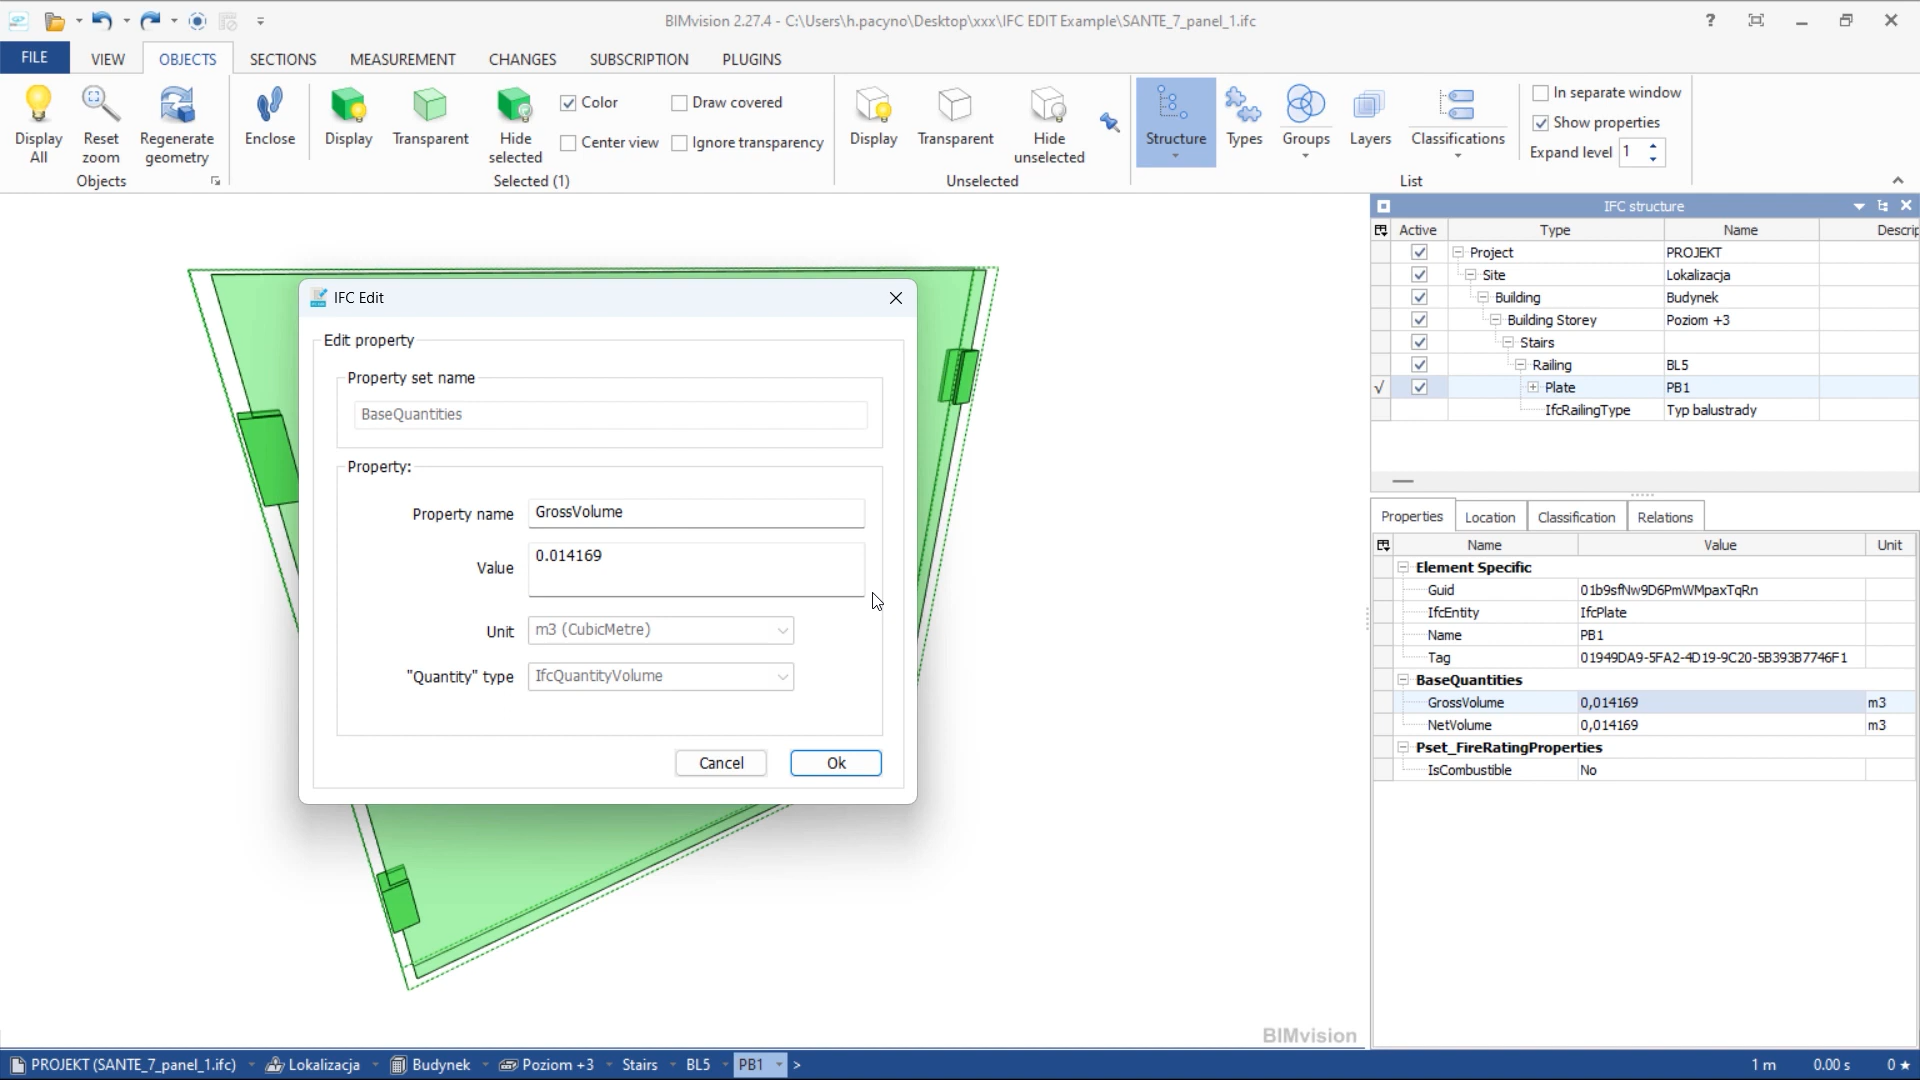 BIMvision 2.27.4 - C:\Users\h.pacyno\Desktop\xxx\IFC EDIT Example\SANTE_7_panel_1.ifc
FILE VIEW OBJECTS SECTIONS MEASUREMENT CHANGES SUBSCRIPTION PLUGINS
Display All
Reset zoom
Regenerate geometry
Objects
Enclose
Display
Transparent
Hide selected
Color
Center view
Draw covered
Ignore transparency
Selected (1)
Display
Transparent
Hide unselected
Unselected
Structure
Types
Groups
Layers
Classifications
In separate window
Show properties
Expand level 1
List
IFC Edit
Edit property
Property set name
BaseQuantities
Property:
Property name GrossVolume
Value 0.014169
Unit m3 (CubicMetre)
"Quantity" type IfcQuantityVolume
Cancel Ok
BIMvision
IFC structure
Active Type Name Descrip
Project PROJEKT
Site Lokalizacja
Building Budynek
Building Storey Poziom +3
Stairs
Railing BL5
√ Plate PB1
IfcRailingType Typ balustrady
Properties Location Classification Relations
Name Value Unit
Element Specific
Guid 01b9sfNw9D6PmWMpaxTqRn
IfcEntity IfcPlate
Name PB1
Tag 01949DA9-5FA2-4D19-9C20-5B393B7746F1
BaseQuantities
GrossVolume 0,014169 m3
NetVolume 0,014169 m3
Pset_FireRatingProperties
IsCombustible No
PROJEKT (SANTE_7_panel_1.ifc) Lokalizacja Budynek Poziom +3 Stairs BL5 PB1 > 1 m 0.00 s 0 ★